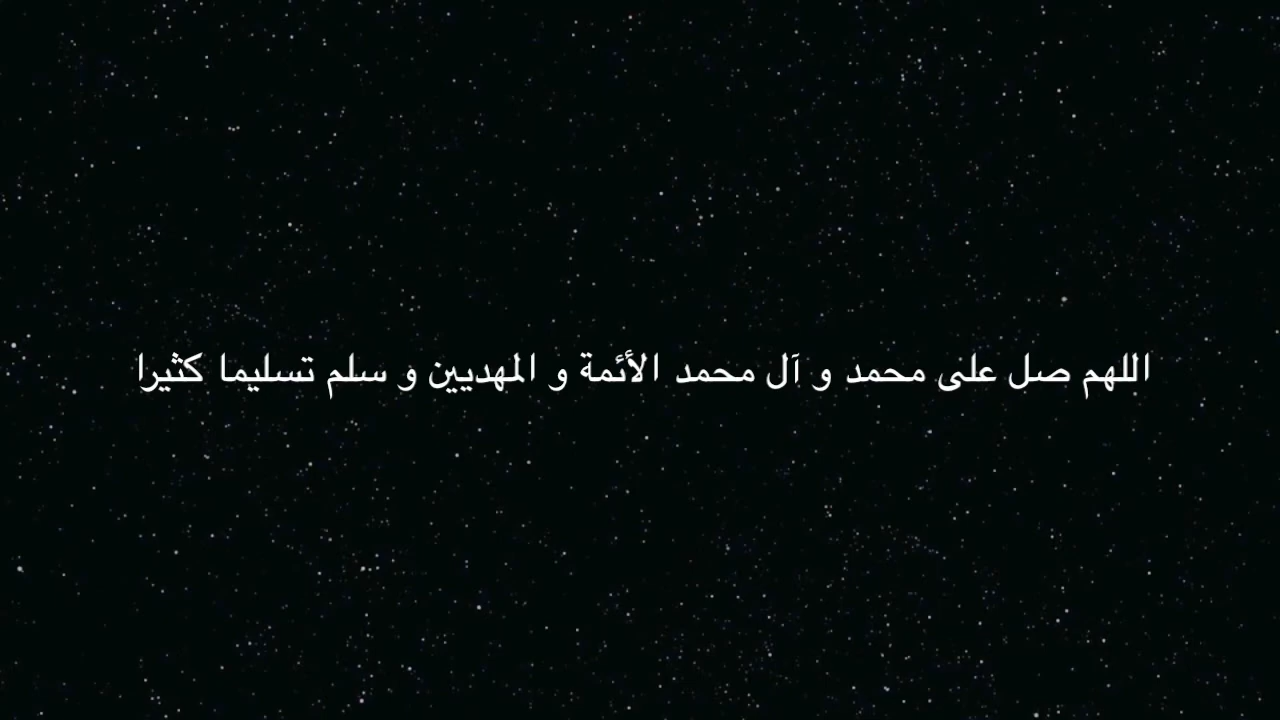 اللهم صل على محمد و آل محمد الأئمة و المهديين و سلم تسليما كثيرا